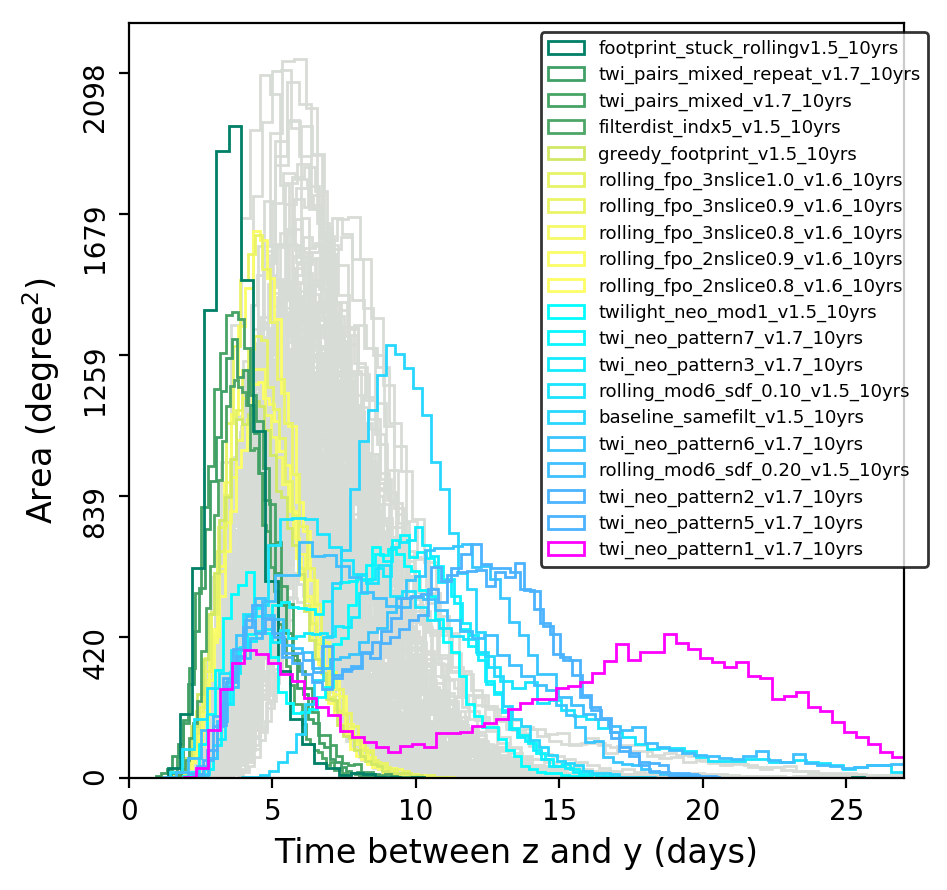 footprint_stuck_rollingv1.5_10yrs
twi_pairs_mixed_repeat_v1.7_10yrs
twi_pairs_mixed_v1.7_10yrs
filterdist_indx5_v1.5_10yrs
greedy_footprint_v1.5_10yrs
rolling_fpo_3nslice1.0_v1.6_10yrs
rolling_fpo_3nslice0.9_v1.6_10yrs
rolling_fpo_3nslice0.8_v1.6_10yrs
rolling_fpo_2nslice0.9_v1.6_10yrs
rolling_fpo_2nslice0.8_v1.6_10yrs
twilight_neo_mod1_v1.5_10yrs
twi_neo_pattern7_v1.7_10yrs
twi_neo_pattern3_v1.7_10yrs
rolling_mod6_sdf_0.10_v1.5_10yrs
baseline_samefilt_v1.5_10yrs
twi_neo_pattern6_v1.7_10yrs
rolling_mod6_sdf_0.20_v1.5_10yrs
twi_neo_pattern2_v1.7_10yrs
twi_neo_pattern5_v1.7_10yrs
twi_neo_pattern1_v1.7_10yrs
2098
1679
1259
839
420
0
Area (degree²)
0 5 10 15 20 25
Time between z and y (days)